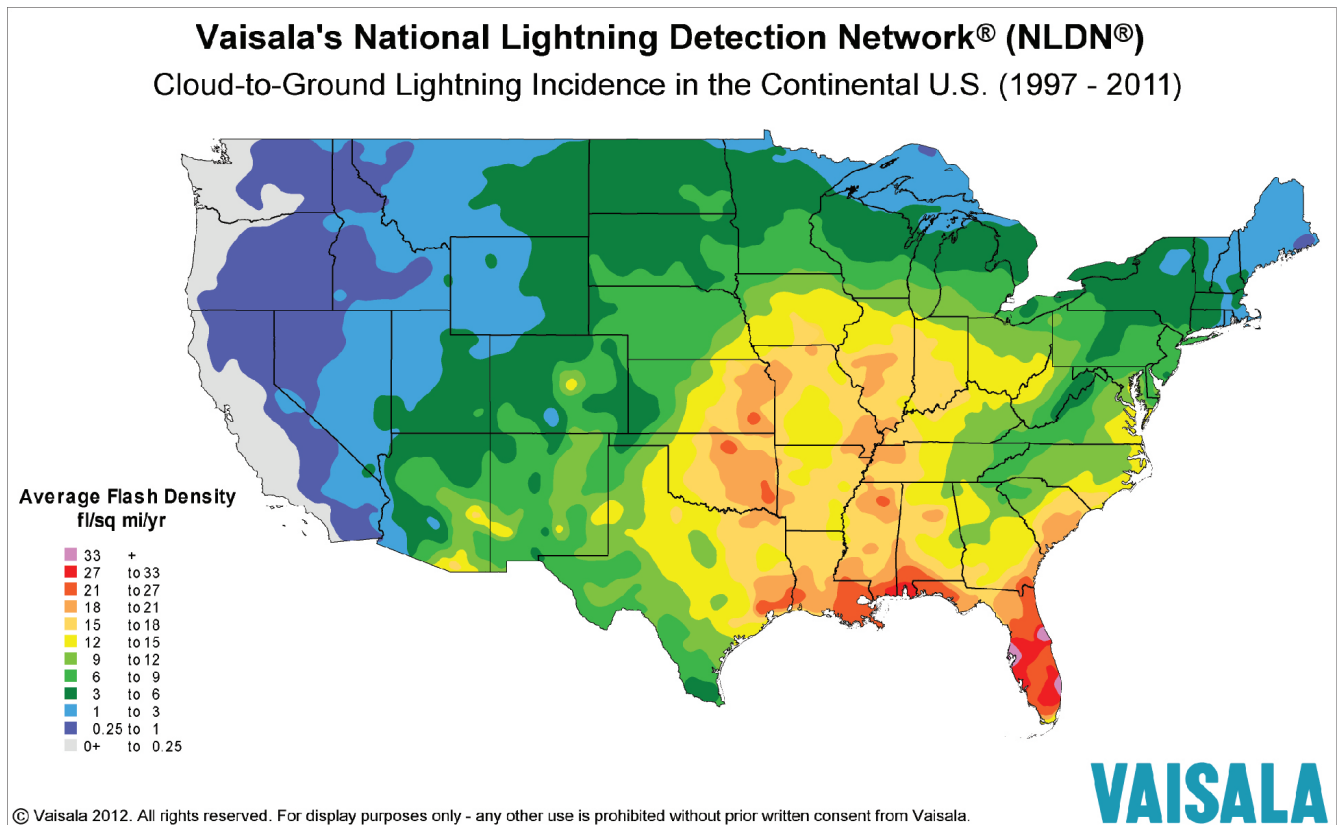 Vaisala's National Lightning Detection Network® (NLDN®)
Cloud-to-Ground Lightning Incidence in the Continental U.S. (1997 - 2011)
Average Flash Density
fl/sq mi/yr
33 +
27 to 33
21 to 27
18 to 21
15 to 18
12 to 15
9 to 12
6 to 9
3 to 6
1 to 3
0.25 to 1
0+ to 0.25
VAISALA
© Vaisala 2012. All rights reserved. For display purposes only - any other use is prohibited without prior written consent from Vaisala.